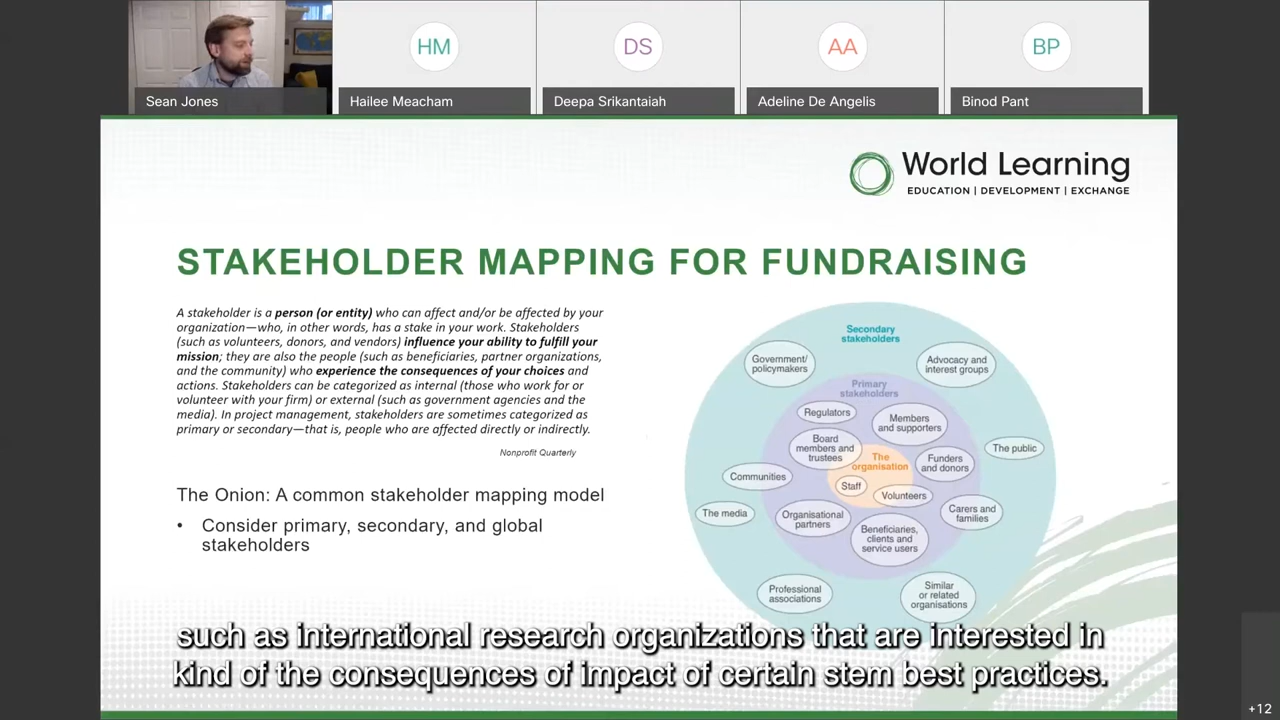 HM
DS
AA
BP
Sean Jones
Hailee Meacham
Deepa Srikantaiah
Adeline De Angelis
Binod Pant
World Learning
EDUCATION | DEVELOPMENT | EXCHANGE
STAKEHOLDER MAPPING FOR FUNDRAISING
A stakeholder is a person (or entity) who can affect and/or be affected by your
organization—who, in other words, has a stake in your work. Stakeholders
(such as volunteers, donors, and vendors) influence your ability to fulfill your
mission; they are also the people (such as beneficiaries, partner organizations,
and the community) who experience the consequences of your choices and
actions. Stakeholders can be categorized as internal (those who work for or
volunteer with your firm) or external (such as government agencies and the
media). In project management, stakeholders are sometimes categorized as
primary or secondary—that is, people who are affected directly or indirectly.
Nonprofit Quarterly
The Onion: A common stakeholder mapping model
• Consider primary, secondary, and global
stakeholders
Secondary
stakeholders
Government/
policymakers
Advocacy and
interest groups
Primary
stakeholders
Regulators
Members
and supporters
Board
members and
trustees
The
organisation
Funders
and donors
The public
Communities
Staff
Volunteers
The media
Organisational
partners
Carers and
families
Beneficiaries,
clients and
service users
Professional
associations
Similar
or related
organisations
such as international research organizations that are interested in
kind of the consequences of impact of certain stem best practices.
+12